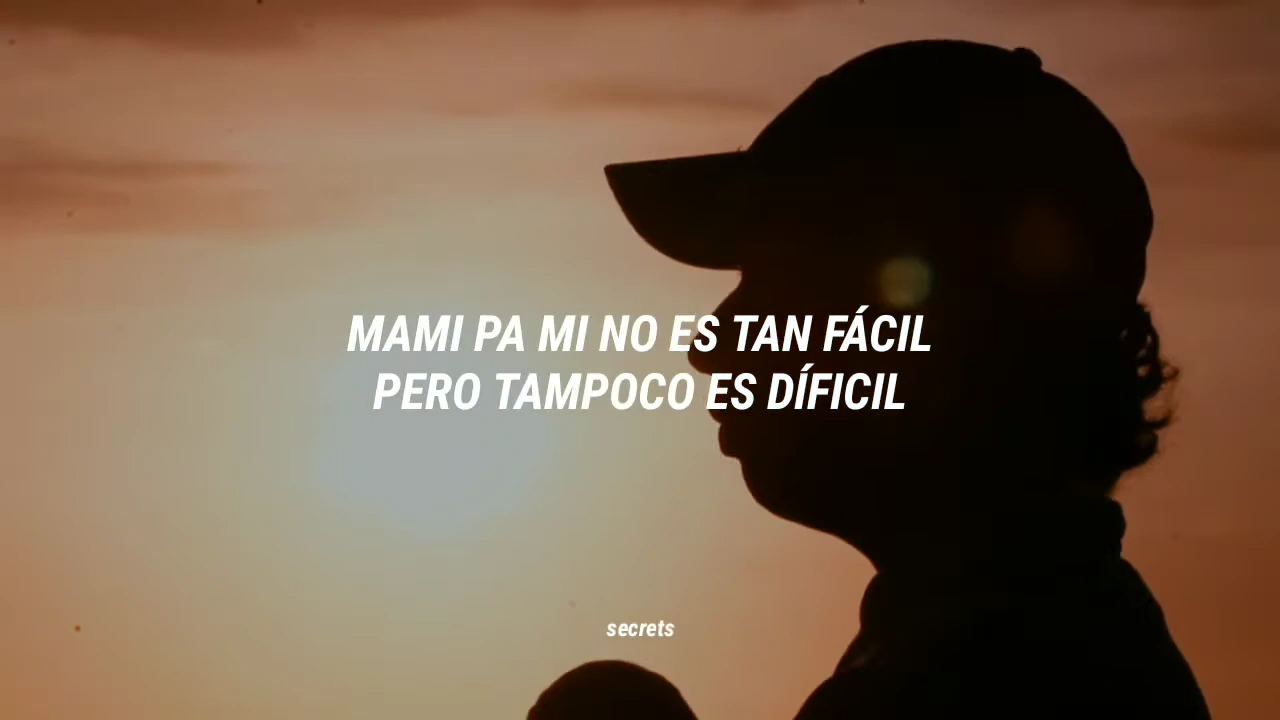 MAMI PA MI NO ES TAN FÁCIL
PERO TAMPOCO ES DÍFICIL
secrets